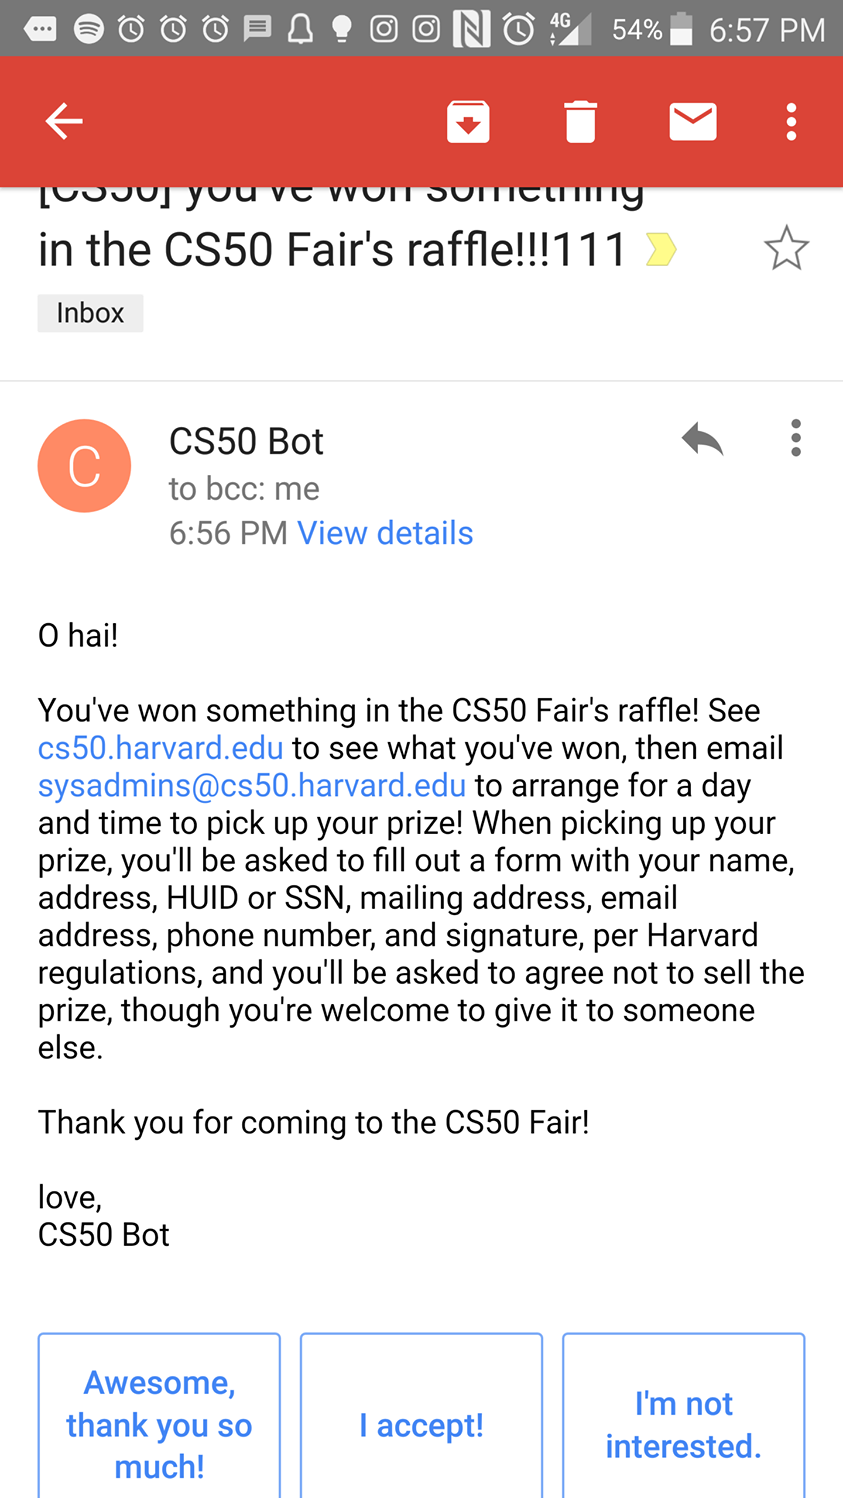 4G 54% 6:57 PM
[CS50] you've won something
in the CS50 Fair's raffle!!!111
Inbox
C
CS50 Bot
to bcc: me
6:56 PM View details
O hai!
You've won something in the CS50 Fair's raffle! See
cs50.harvard.edu to see what you've won, then email
sysadmins@cs50.harvard.edu to arrange for a day
and time to pick up your prize! When picking up your
prize, you'll be asked to fill out a form with your name,
address, HUID or SSN, mailing address, email
address, phone number, and signature, per Harvard
regulations, and you'll be asked to agree not to sell the
prize, though you're welcome to give it to someone
else.
Thank you for coming to the CS50 Fair!
love,
CS50 Bot
Awesome,
thank you so
much!
I accept!
I'm not
interested.